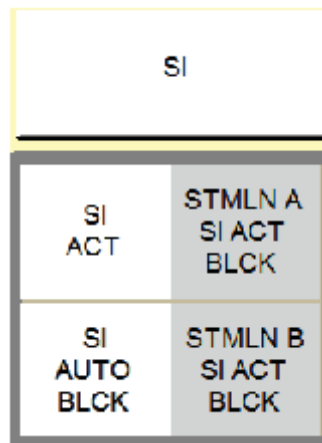 SI
SI
ACT
STMLN A
SI ACT
BLCK
SI
AUTO
BLCK
STMLN B
SI ACT
BLCK